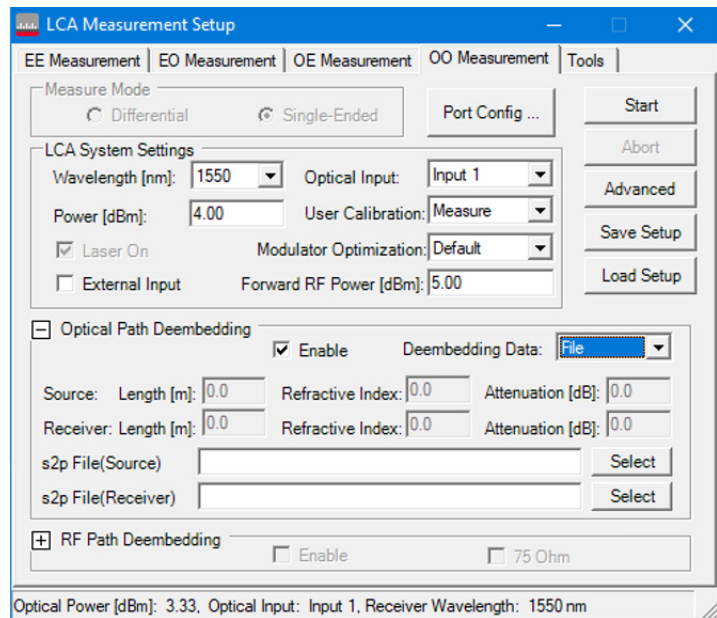 LCA Measurement Setup
EE Measurement EO Measurement OE Measurement OO Measurement Tools
Measure Mode
Differential Single-Ended
Port Config ...
Start
Abort
Advanced
Save Setup
Load Setup
LCA System Settings
Wavelength [nm]: 1550 Optical Input: Input 1
Power [dBm]: 4.00 User Calibration: Measure
Laser On Modulator Optimization: Default
External Input Forward RF Power [dBm]: 5.00
Optical Path Deembedding
Enable Deembedding Data: File
Source: Length [m]: 0.0 Refractive Index: 0.0 Attenuation [dB]: 0.0
Receiver: Length [m]: 0.0 Refractive Index: 0.0 Attenuation [dB]: 0.0
s2p File(Source) Select
s2p File(Receiver) Select
RF Path Deembedding
Enable 75 Ohm
Optical Power [dBm]: 3.33, Optical Input: Input 1, Receiver Wavelength: 1550 nm